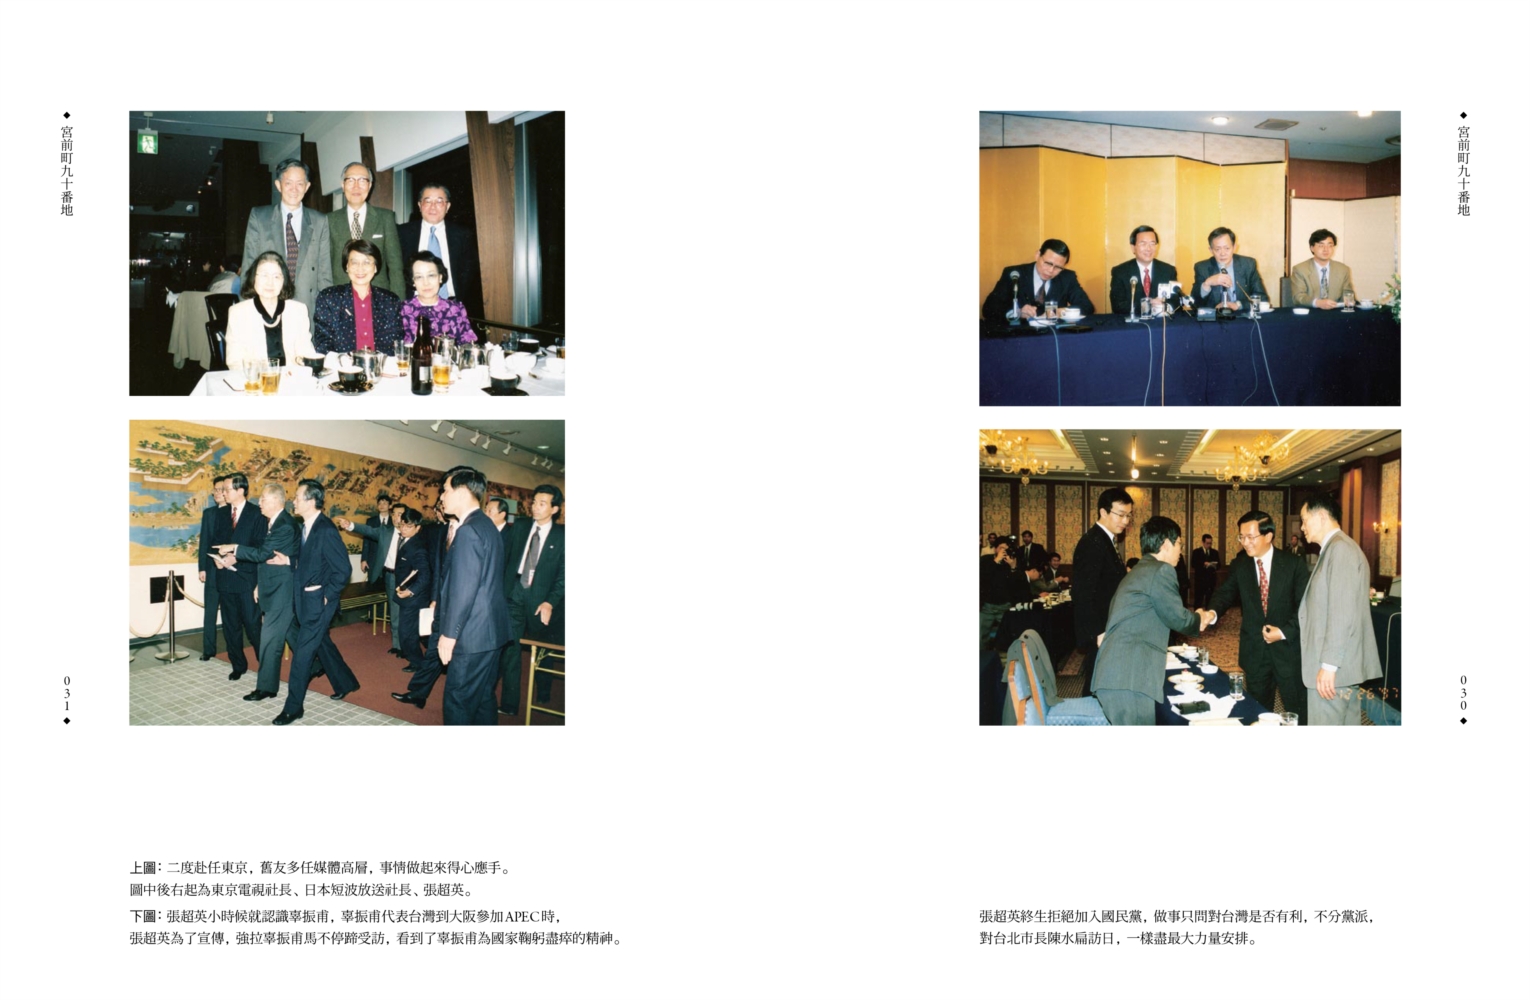 宮前町九十番地
030
張超英終生拒絕加入國民黨，做事只問對台灣是否有利，不分黨派，
對台北市長陳水扁訪日，一樣盡最大力量安排。
宮前町九十番地
031
上圖：二度赴任東京，舊友多任媒體高層，事情做起來得心應手。
圖中後右起為東京電視社長、日本短波放送社長、張超英。
下圖：張超英小時候就認識辜振甫，辜振甫代表台灣到大阪參加APEC時，
張超英為了宣傳，強拉辜振甫馬不停蹄受訪，看到了辜振甫為國家鞠躬盡瘁的精神。